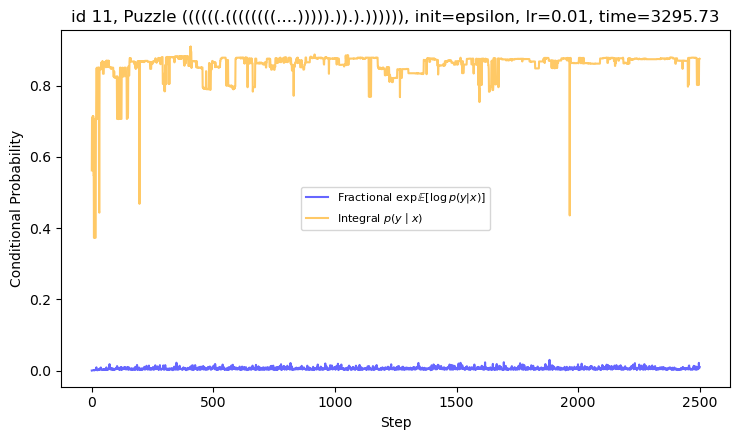 id 11, Puzzle ((((((.((((((((....))))).)).).)))))), init=epsilon, lr=0.01, time=3295.73
Conditional Probability
0.8
0.6
0.4
0.2
0.0
Fractional exp𝔼[log p(y|x)]
Integral p(y | x)
0 500 1000 1500 2000 2500
Step